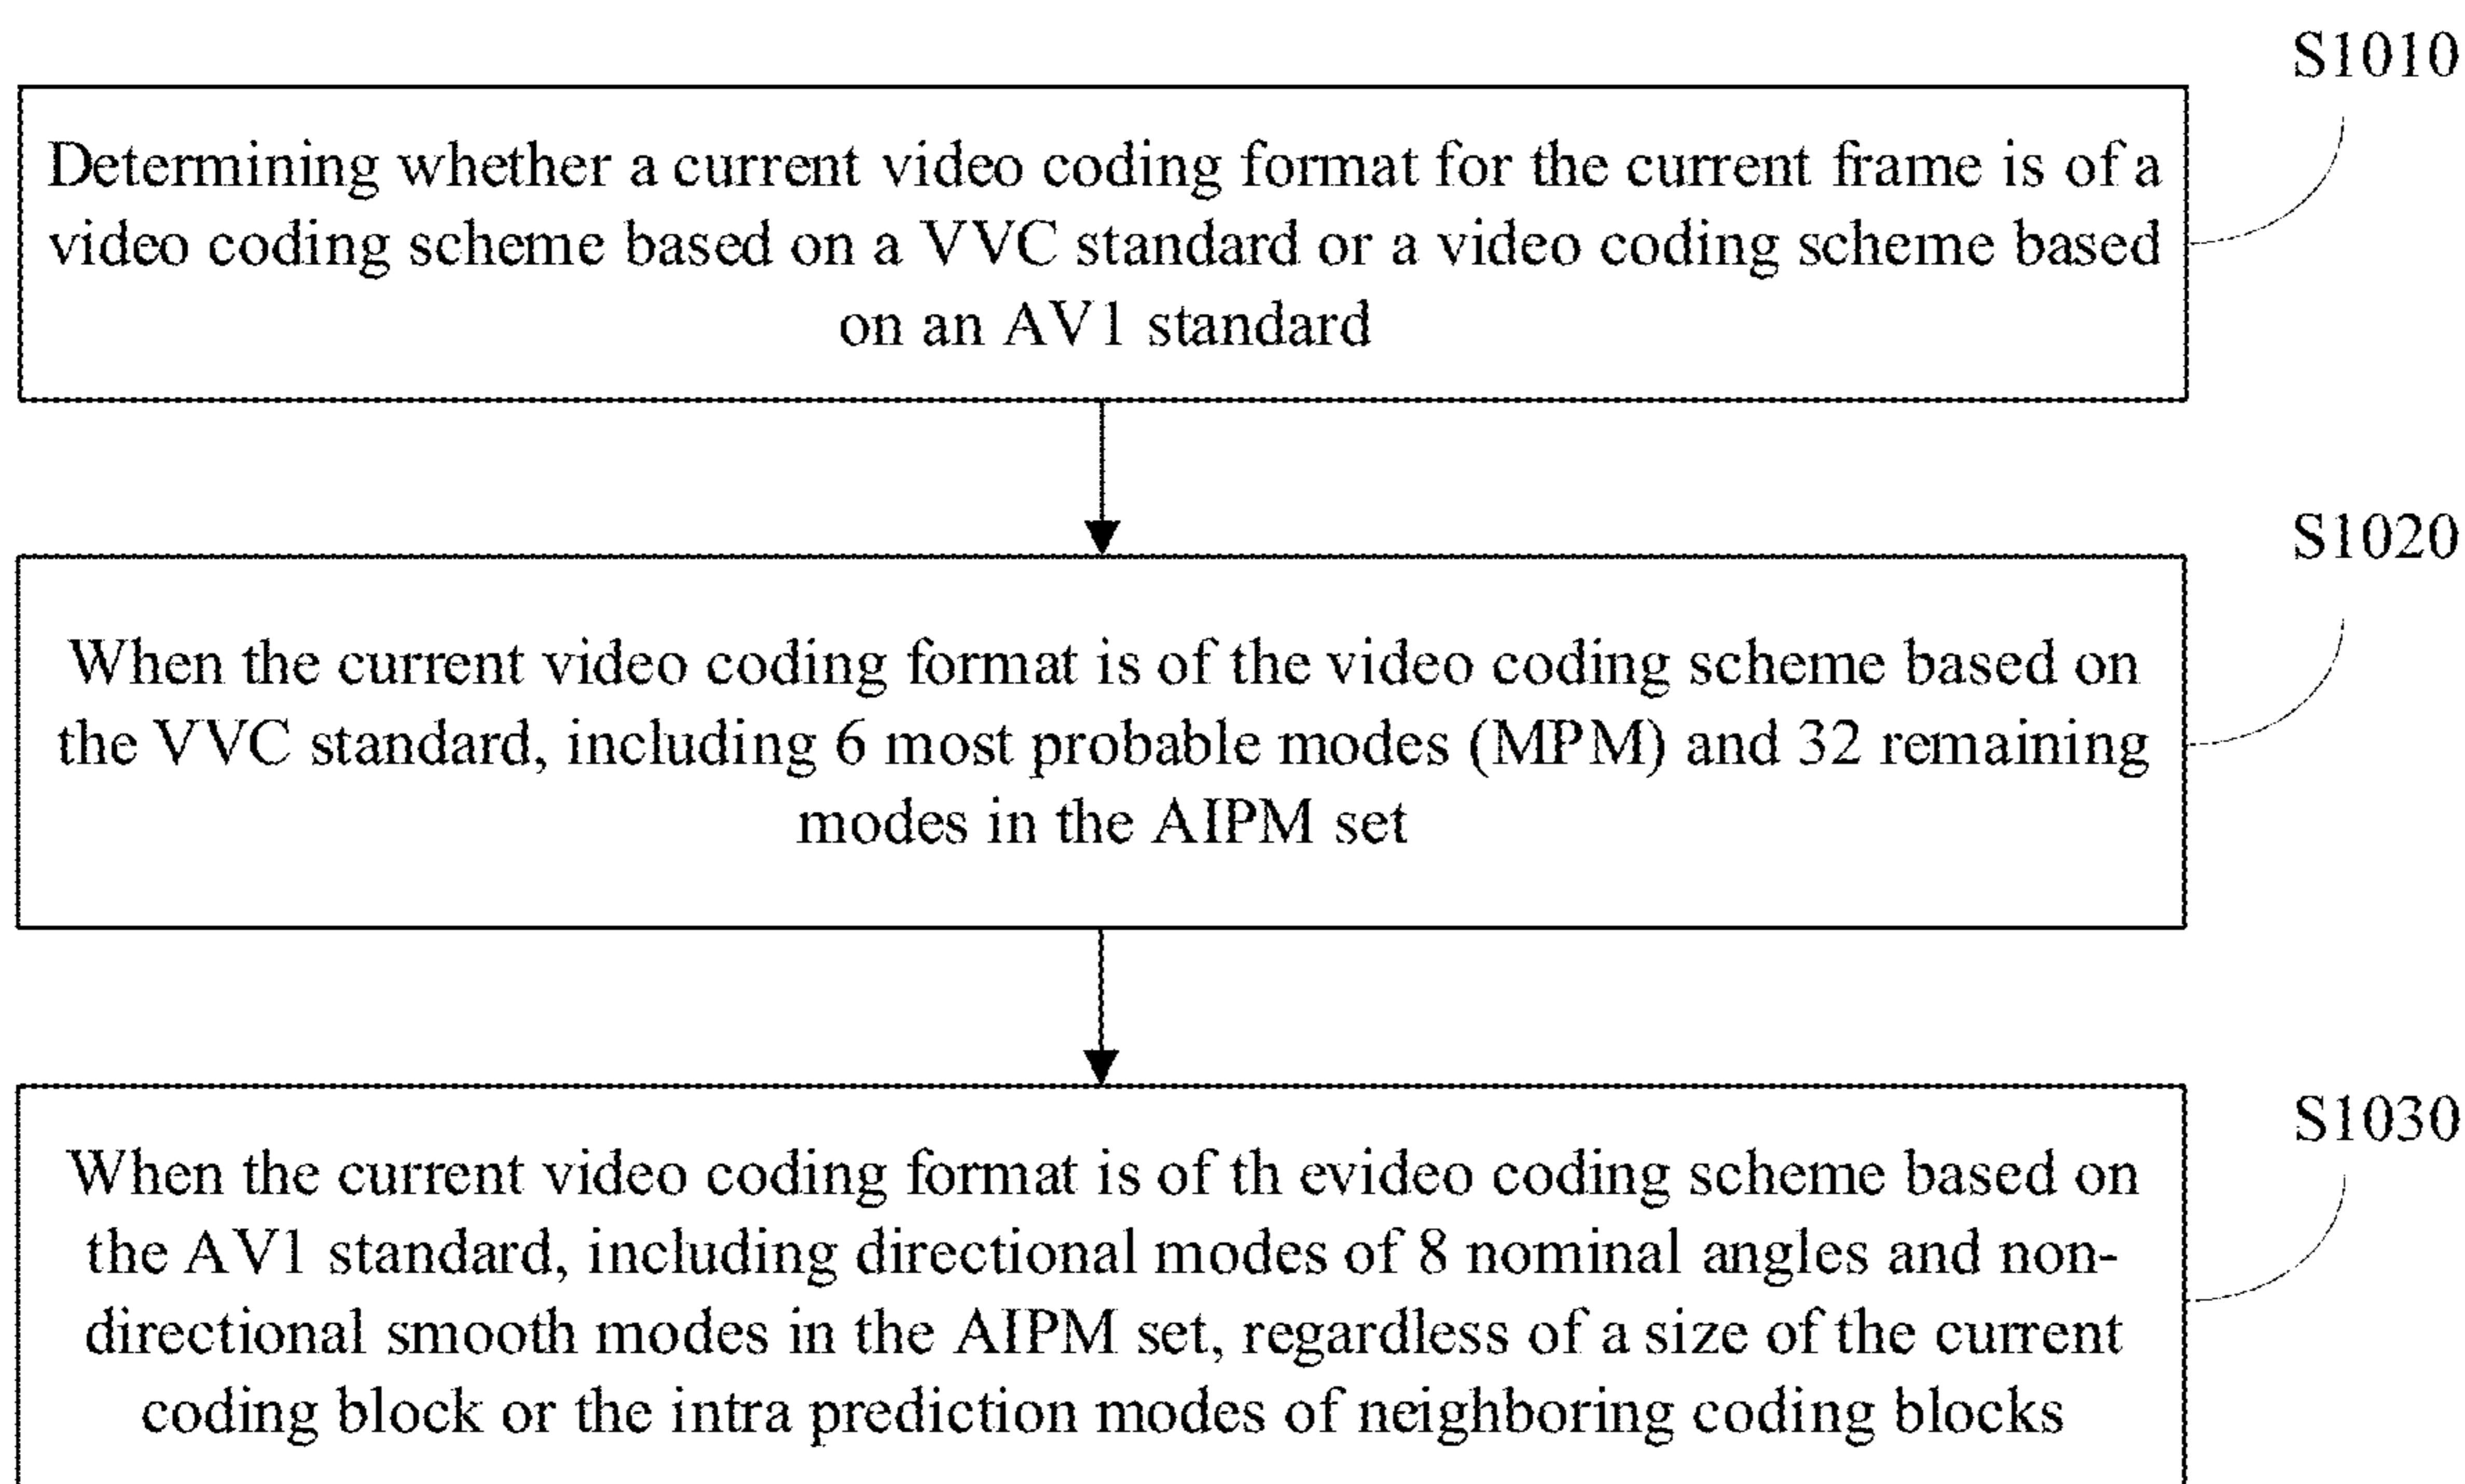 S1010
Determining whether a current video coding format for the current frame is of a
video coding scheme based on a VVC standard or a video coding scheme based
on an AV1 standard
S1020
When the current video coding format is of the video coding scheme based on
the VVC standard, including 6 most probable modes (MPM) and 32 remaining
modes in the AIPM set
S1030
When the current video coding format is of th evideo coding scheme based on
the AV1 standard, including directional modes of 8 nominal angles and non-
directional smooth modes in the AIPM set, regardless of a size of the current
coding block or the intra prediction modes of neighboring coding blocks